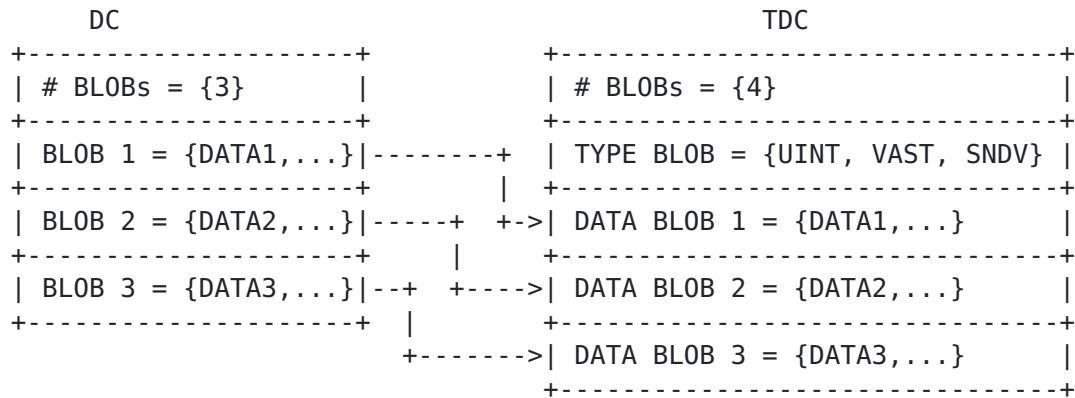 DC TDC
# BLOBs = {3} # BLOBs = {4}
BLOB 1 = {DATA1,...} TYPE BLOB = {UINT, VAST, SNDV}
BLOB 2 = {DATA2,...} DATA BLOB 1 = {DATA1,...}
BLOB 3 = {DATA3,...} DATA BLOB 2 = {DATA2,...}
DATA BLOB 3 = {DATA3,...}